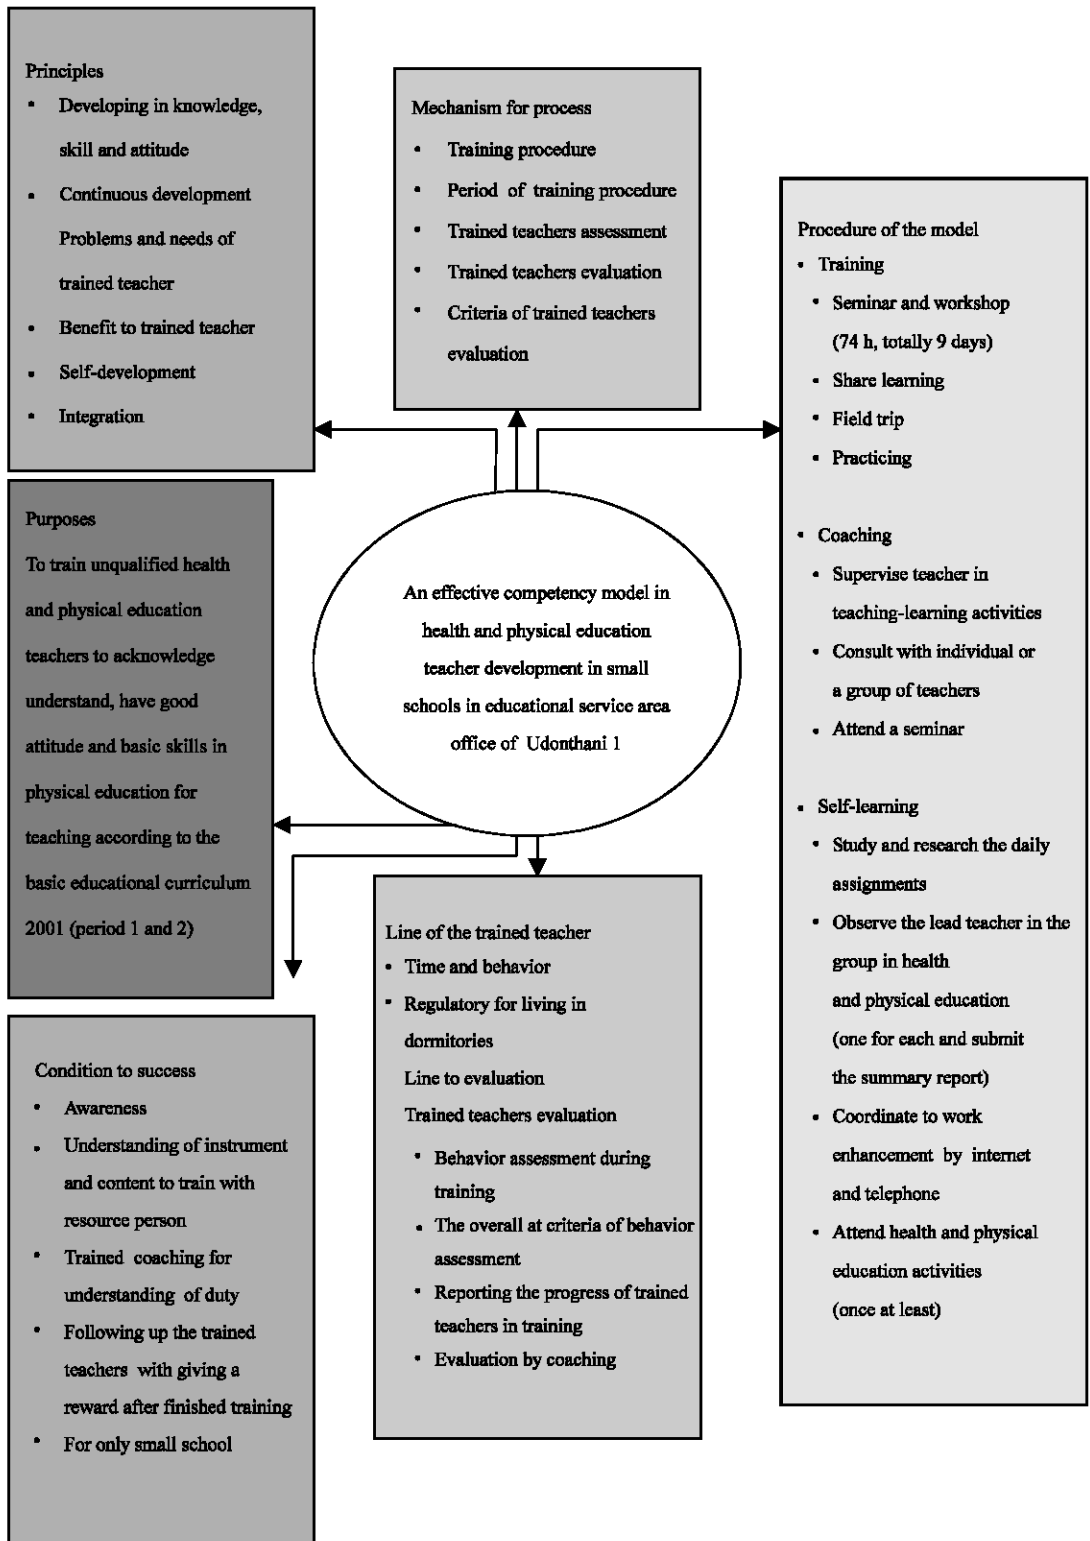 Principles
• Developing in knowledge,
skill and attitude
• Continuous development
Problems and needs of
trained teacher
• Benefit to trained teacher
• Self-development
• Integration
Mechanism for process
• Training procedure
• Period of training procedure
• Trained teachers assessment
• Trained teachers evaluation
• Criteria of trained teachers
evaluation
Procedure of the model
• Training
• Seminar and workshop
(74 h, totally 9 days)
• Share learning
• Field trip
• Practicing
• Coaching
• Supervise teacher in
teaching-learning activities
• Consult with individual or
a group of teachers
• Attend a seminar
• Self-learning
• Study and research the daily
assignments
• Observe the lead teacher in the
group in health
and physical education
(one for each and submit
the summary report)
• Coordinate to work
enhancement by internet
and telephone
• Attend health and physical
education activities
(once at least)
Purposes
To train unqualified health
and physical education
teachers to acknowledge
understand, have good
attitude and basic skills in
physical education for
teaching according to the
basic educational curriculum
2001 (period 1 and 2)
An effective competency model in
health and physical education
teacher development in small
schools in educational service area
office of Udonthani 1
Line of the trained teacher
• Time and behavior
• Regulatory for living in
dormitories
Line to evaluation
Trained teachers evaluation
• Behavior assessment during
training
• The overall at criteria of behavior
assessment
• Reporting the progress of trained
teachers in training
• Evaluation by coaching
Condition to success
• Awareness
• Understanding of instrument
and content to train with
resource person
• Trained coaching for
understanding of duty
• Following up the trained
teachers with giving a
reward after finished training
• For only small school